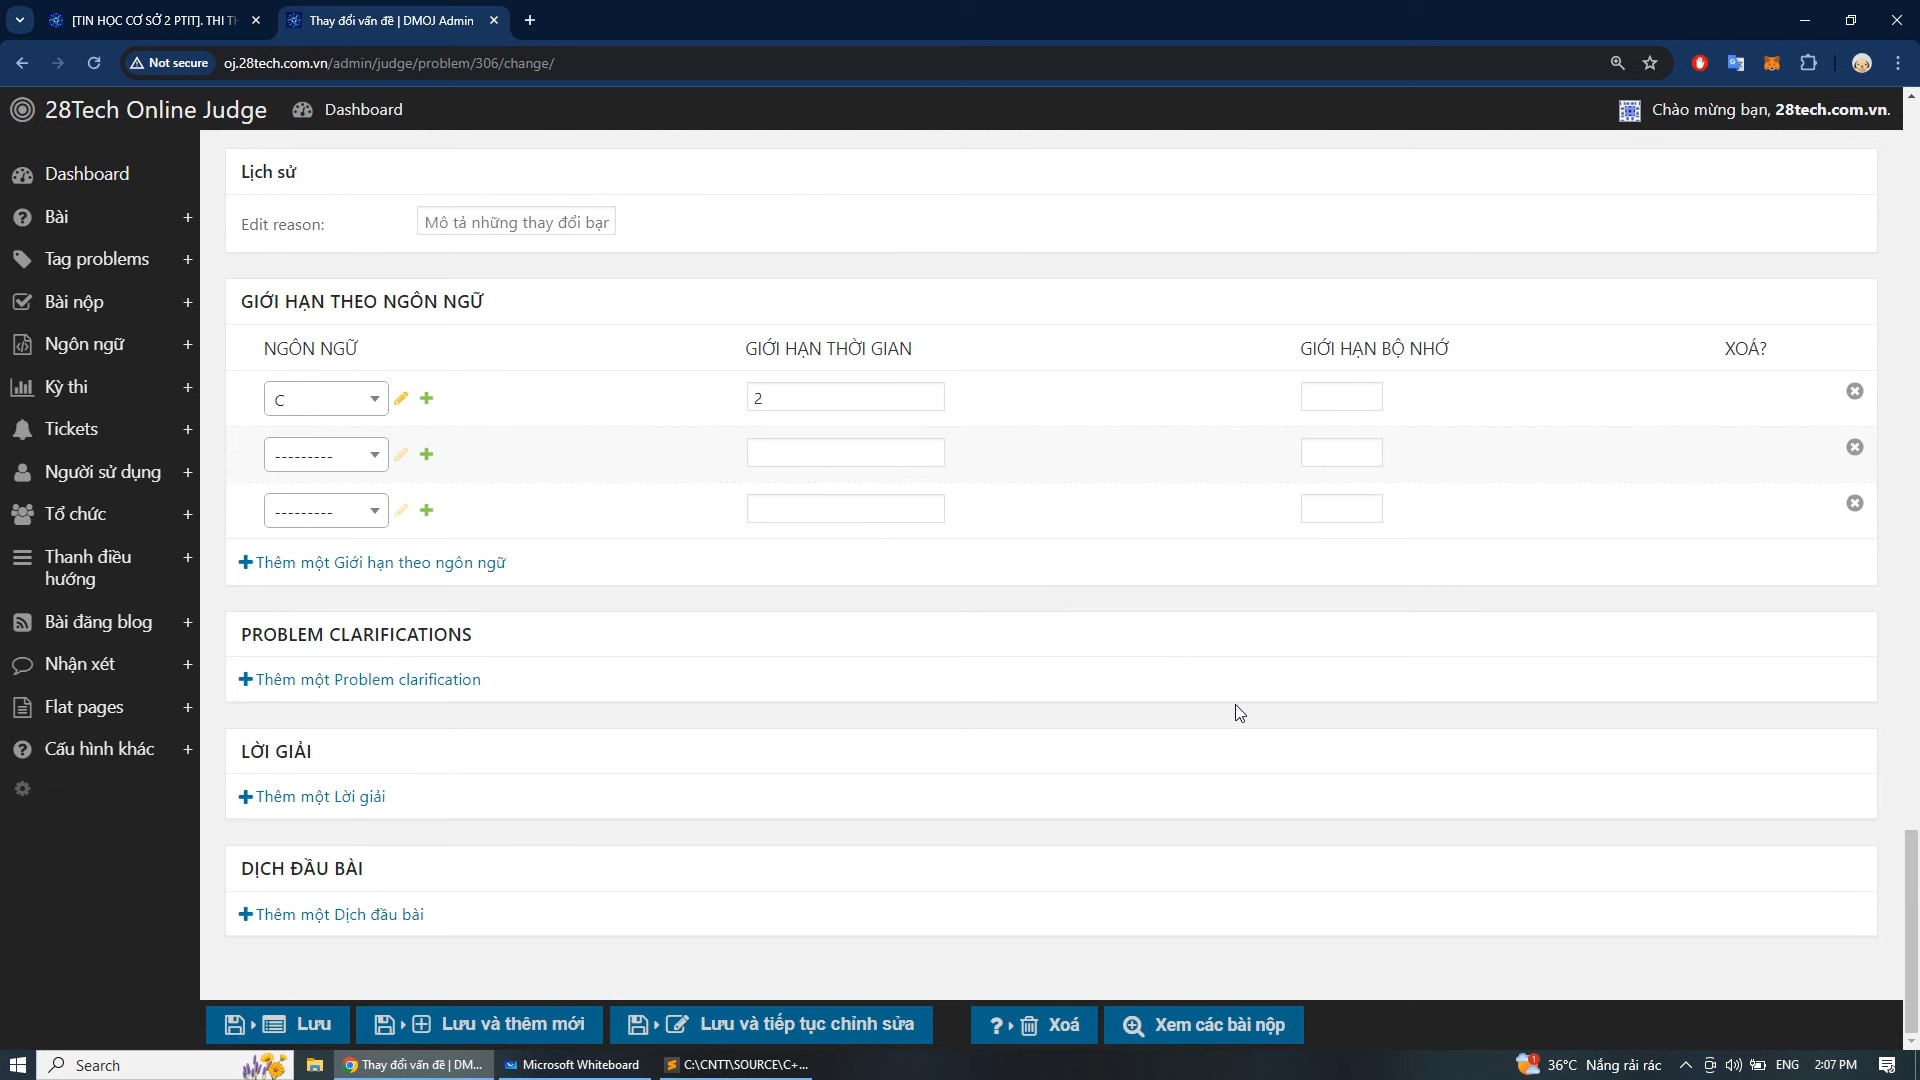 [TIN HỌC CƠ SỞ 2 PTIT]. THI TH
Thay đổi vấn đề | DMOJ Admin
Not secure
oj.28tech.com.vn/admin/judge/problem/306/change/
28Tech Online Judge
Dashboard
Chào mừng bạn, 28tech.com.vn.
Dashboard
Bài +
Tag problems +
Bài nộp +
Ngôn ngữ +
Kỳ thi +
Tickets +
Người sử dụng +
Tổ chức +
Thanh điều hướng +
Bài đăng blog +
Nhận xét +
Flat pages +
Cấu hình khác +
Lịch sử
Edit reason:
Mô tả những thay đổi bạn
GIỚI HẠN THEO NGÔN NGỮ
NGÔN NGỮ GIỚI HẠN THỜI GIAN GIỚI HẠN BỘ NHỚ XOÁ?
C 2
---------
---------
Thêm một Giới hạn theo ngôn ngữ
PROBLEM CLARIFICATIONS
Thêm một Problem clarification
LỜI GIẢI
Thêm một Lời giải
DỊCH ĐẦU BÀI
Thêm một Dịch đầu bài
Lưu
Lưu và thêm mới
Lưu và tiếp tục chỉnh sửa
Xoá
Xem các bài nộp
Search
Thay đổi vấn đề | DM...
Microsoft Whiteboard
C:\CNTT\SOURCE\C+...
36°C Nắng rải rác
ENG
2:07 PM